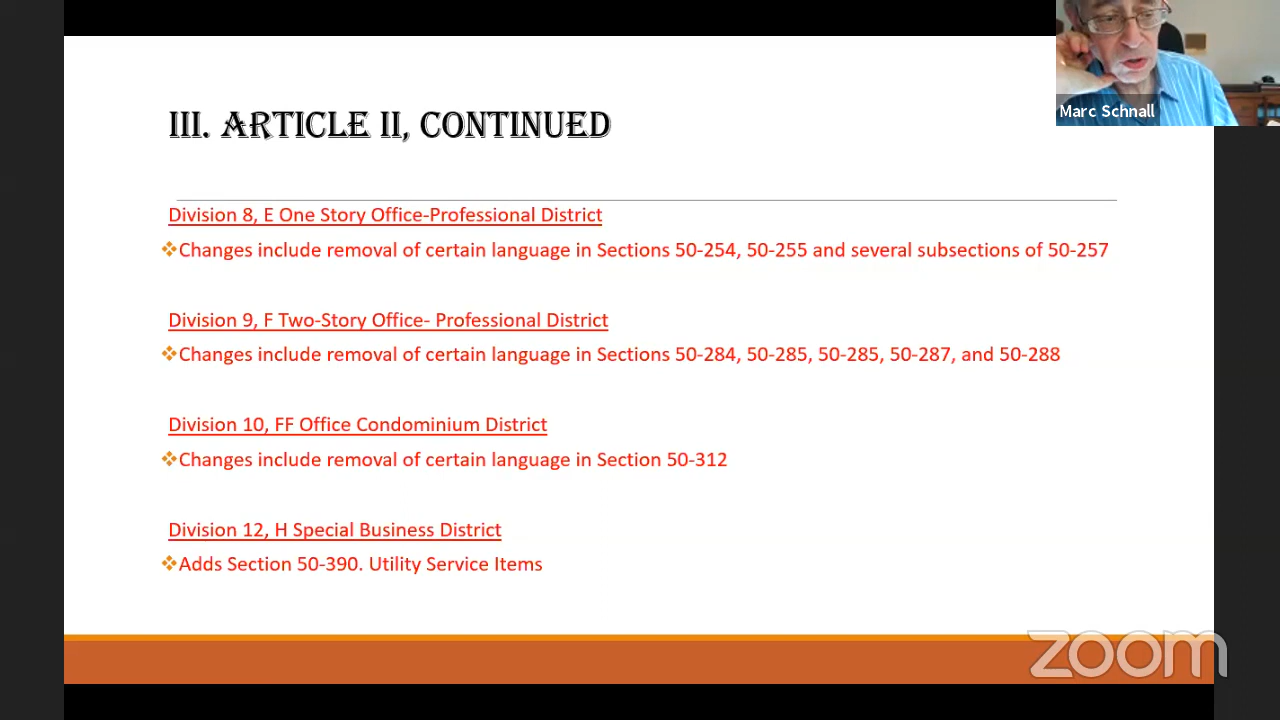 III. ARTICLE II, CONTINUED
Marc Schnall
Division 8, E One Story Office-Professional District
❖Changes include removal of certain language in Sections 50-254, 50-255 and several subsections of 50-257
Division 9, F Two-Story Office- Professional District
❖Changes include removal of certain language in Sections 50-284, 50-285, 50-285, 50-287, and 50-288
Division 10, FF Office Condominium District
❖Changes include removal of certain language in Section 50-312
Division 12, H Special Business District
❖Adds Section 50-390. Utility Service Items
zoom